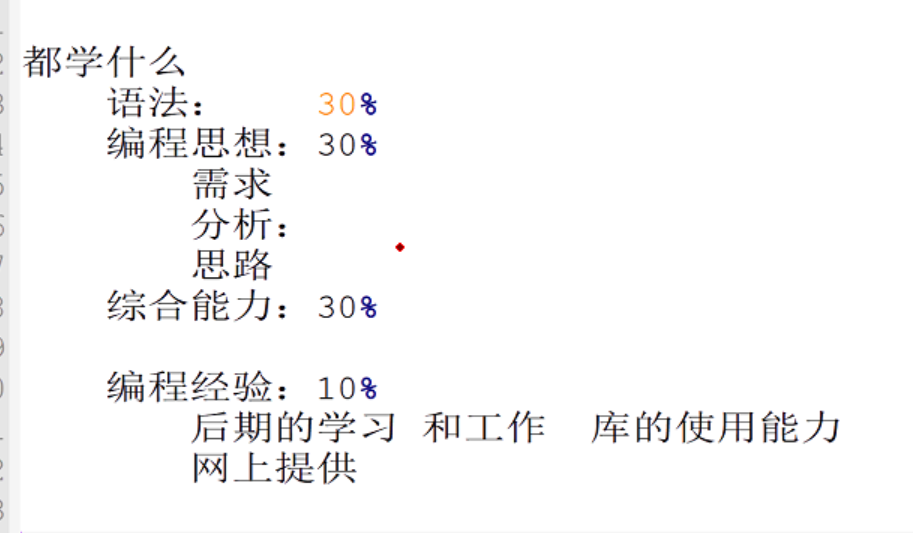 都学什么
语法： 30%
编程思想：30%
需求
分析：
思路
综合能力：30%
编程经验：10%
后期的学习 和工作 库的使用能力
网上提供